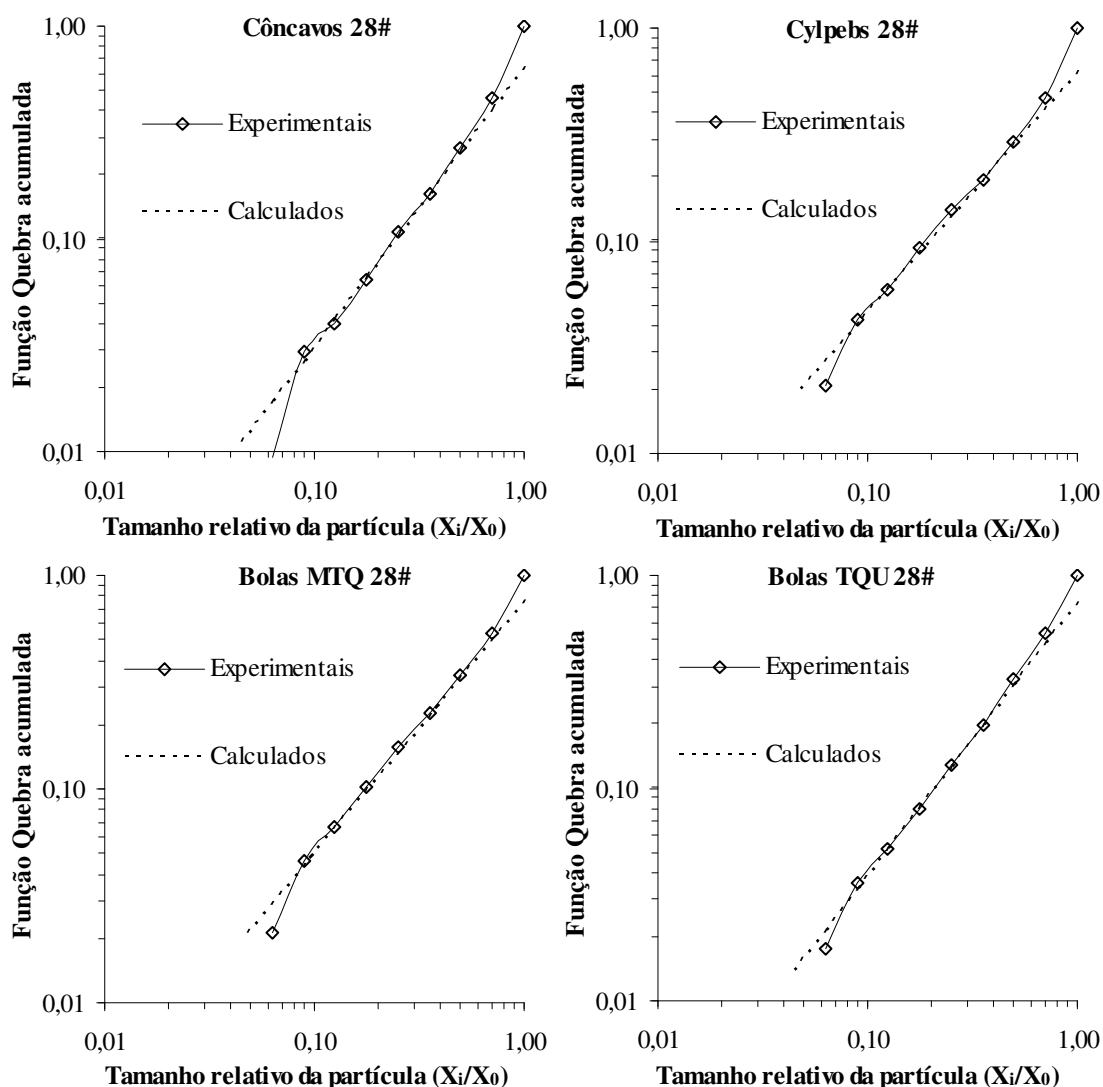 Côncavos 28#
Função Quebra acumulada
1,00
0,10
0,01
Experimentais
Calculados
0,01 0,10 1,00
Tamanho relativo da partícula (Xi/X0)
Cylpebs 28#
Função Quebra acumulada
1,00
0,10
0,01
Experimentais
Calculados
0,01 0,10 1,00
Tamanho relativo da partícula (Xi/X0)
Bolas MTQ 28#
Função Quebra acumulada
1,00
0,10
0,01
Experimentais
Calculados
0,01 0,10 1,00
Tamanho relativo da partícula (Xi/X0)
Bolas TQU 28#
Função Quebra acumulada
1,00
0,10
0,01
Experimentais
Calculados
0,01 0,10 1,00
Tamanho relativo da partícula (Xi/X0)